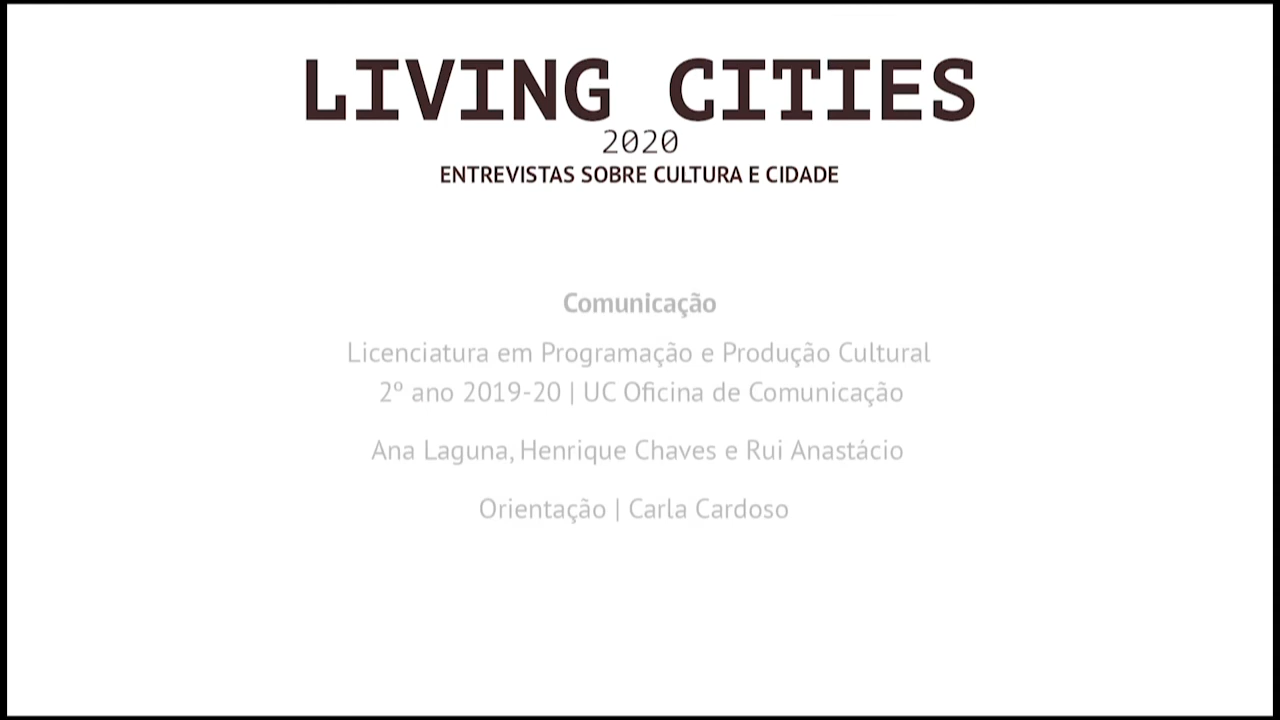 LIVING CITIES
2020
ENTREVISTAS SOBRE CULTURA E CIDADE
Comunicação
Licenciatura em Programação e Produção Cultural
2º ano 2019-20 | UC Oficina de Comunicação
Ana Laguna, Henrique Chaves e Rui Anastácio
Orientação | Carla Cardoso